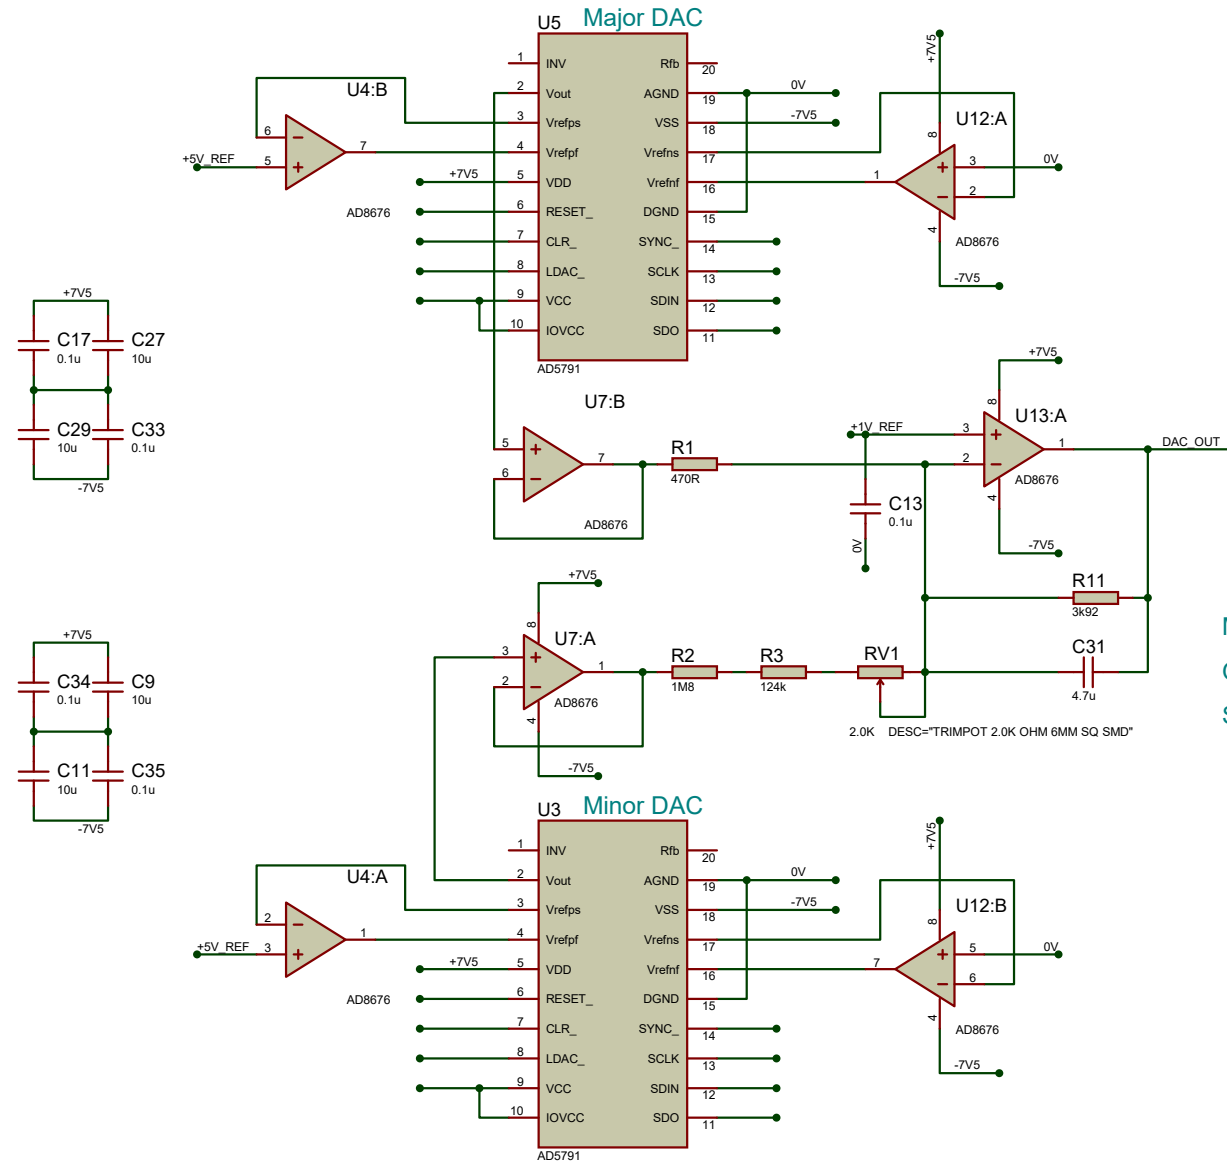 Major DAC
U5
1 INV
2 Vout
3 Vrefps
4 Vrefpf
5 VDD
6 RESET_
7 CLR_
8 LDAC_
9 VCC
10 IOVCC
Rfb 20
AGND 19
VSS 18
Vrefns 17
Vrefnf 16
DGND 15
SYNC_ 14
SCLK 13
SDIN 12
SDO 11
AD5791
U4:B
6
5
7
+5V_REF
AD8676
+7V5
0V
-7V5
U12:A
+7V5
8
3
2
1
4
0V
AD8676
-7V5
+7V5
C17
0.1u
C27
10u
C29
10u
C33
0.1u
-7V5
U7:B
5
6
7
AD8676
R1
470R
+1V_REF
C13
0.1u
0V
+7V5
8
U13:A
3
2
1
4
AD8676
-7V5
DAC_OUT
R11
3k92
C31
4.7u
+7V5
8
U7:A
3
2
1
4
AD8676
-7V5
R2
1M8
R3
124k
RV1
2.0K DESC="TRIMPOT 2.0K OHM 6MM SQ SMD"
+7V5
C34
0.1u
C9
10u
C11
10u
C35
0.1u
-7V5
Minor DAC
U3
1 INV
2 Vout
3 Vrefps
4 Vrefpf
5 VDD
6 RESET_
7 CLR_
8 LDAC_
9 VCC
10 IOVCC
Rfb 20
AGND 19
VSS 18
Vrefns 17
Vrefnf 16
DGND 15
SYNC_ 14
SCLK 13
SDIN 12
SDO 11
AD5791
U4:A
2
3
1
+5V_REF
AD8676
+7V5
0V
-7V5
U12:B
+7V5
8
5
6
7
4
0V
AD8676
-7V5